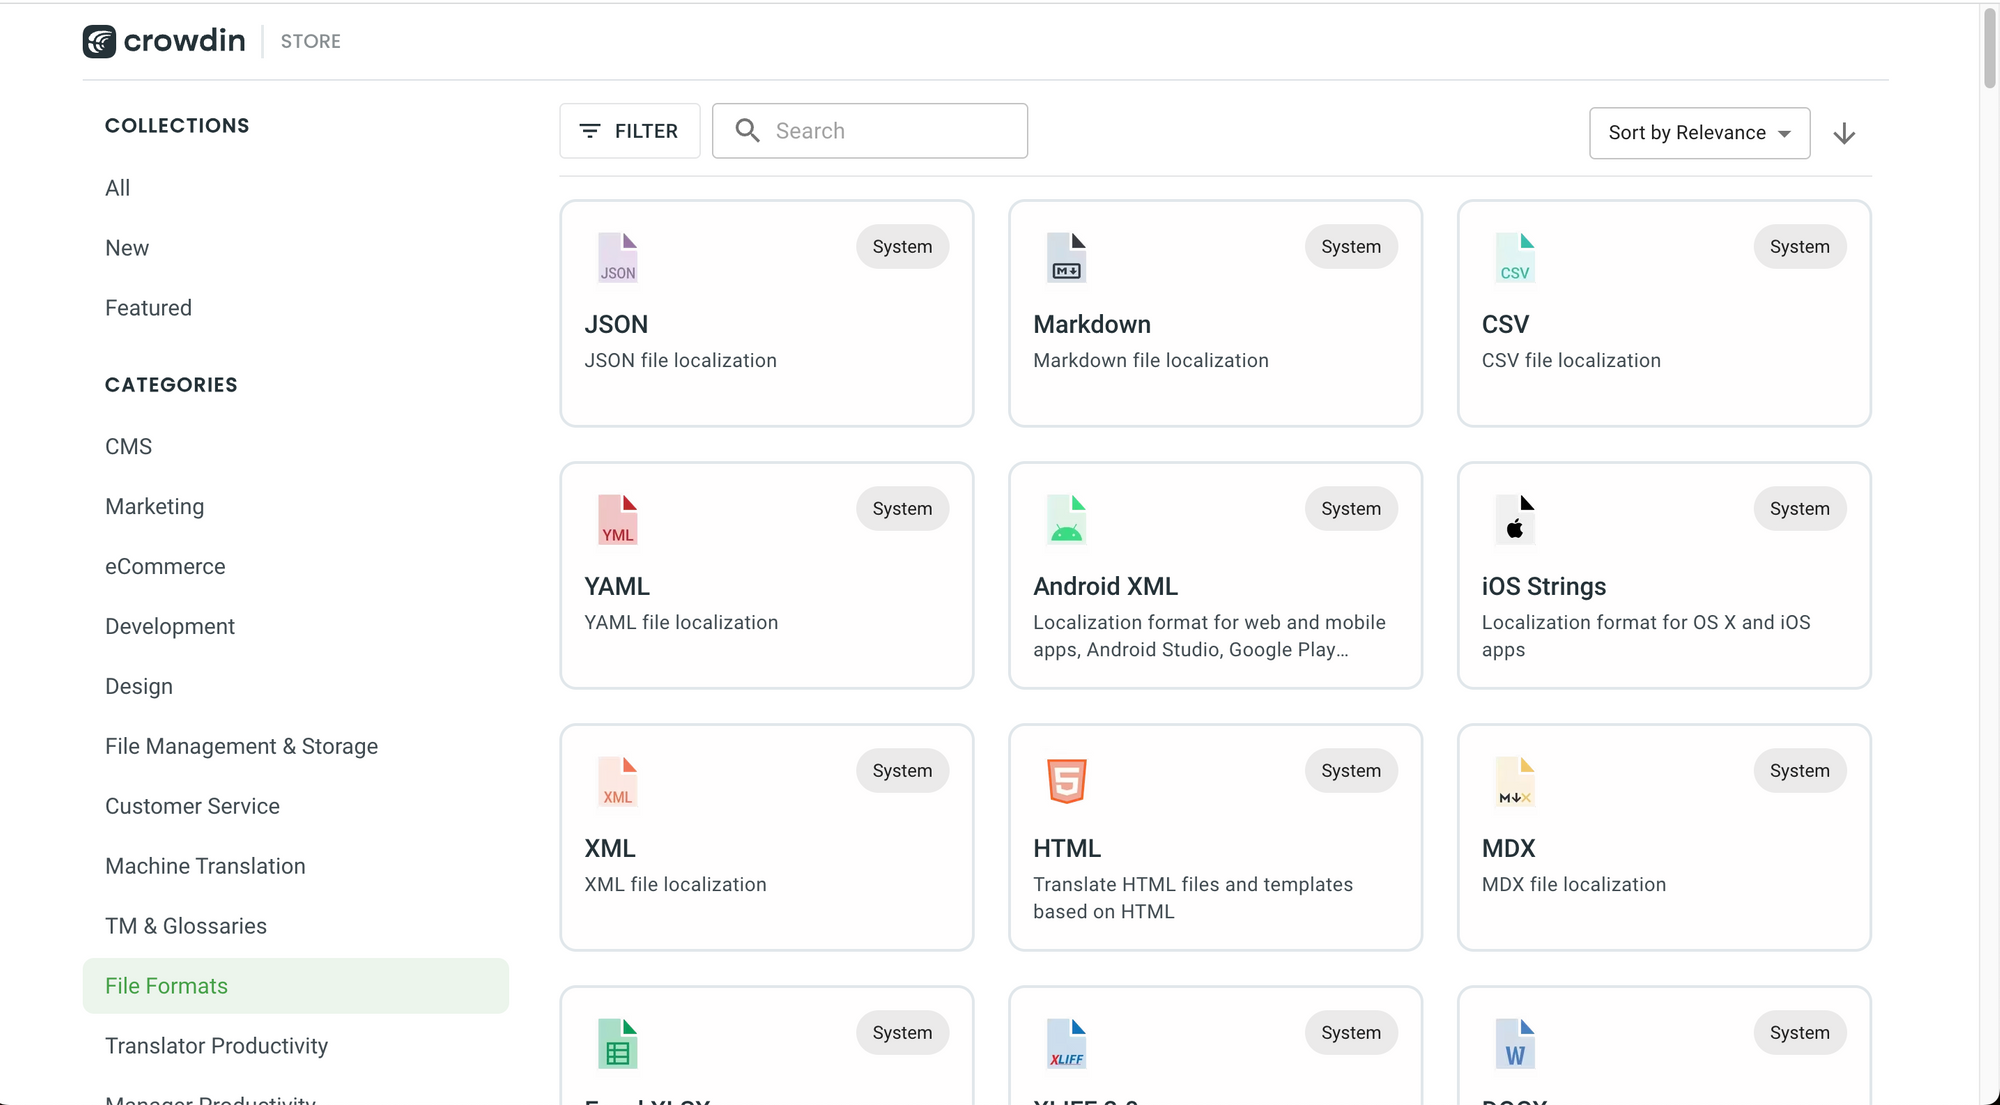 crowdin
STORE
COLLECTIONS
All
New
Featured
CATEGORIES
CMS
Marketing
eCommerce
Development
Design
File Management & Storage
Customer Service
Machine Translation
TM & Glossaries
File Formats
Translator Productivity
Manager Productivity
FILTER
Search
Sort by Relevance
JSON
System
JSON
JSON file localization
M
System
Markdown
Markdown file localization
CSV
System
CSV
CSV file localization
YML
System
YAML
YAML file localization
System
Android XML
Localization format for web and mobile
apps, Android Studio, Google Play...
System
iOS Strings
Localization format for OS X and iOS
apps
XML
System
XML
XML file localization
5
System
HTML
Translate HTML files and templates
based on HTML
M↓X
System
MDX
MDX file localization
System
XLIFF
System
W
System
DOCX